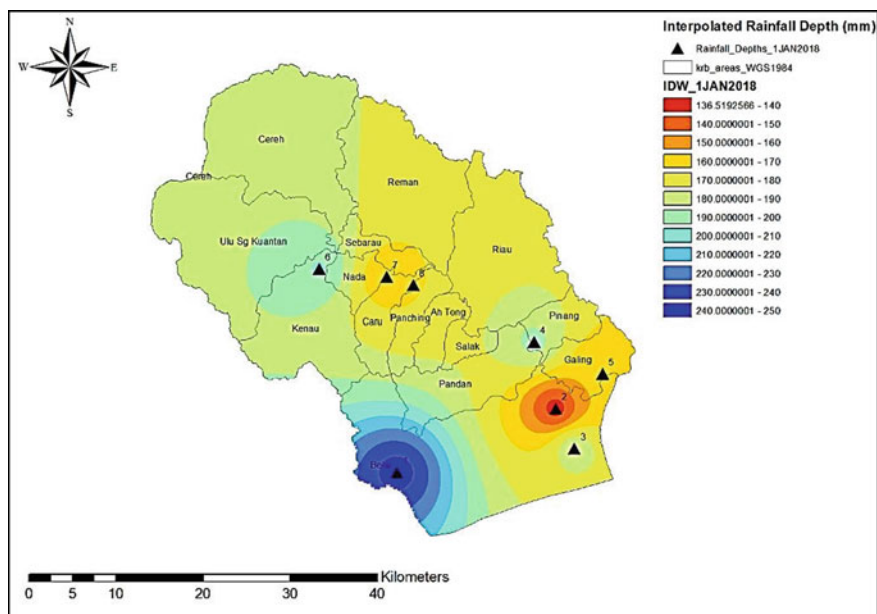 N
W
E
S
Interpolated Rainfall Depth (mm)
Rainfall_Depths_1JAN2018
krb_areas_WGS1984
IDW_1JAN2018
136.5192566 - 140
140.0000001 - 150
150.0000001 - 160
160.0000001 - 170
170.0000001 - 180
180.0000001 - 190
190.0000001 - 200
200.0000001 - 210
210.0000001 - 220
220.0000001 - 230
230.0000001 - 240
240.0000001 - 250
Cereh
Cereh
Reman
Ulu Sg Kuantan
Sebarau
Riau
6
7
Nada
8
Kenau
Panching
Ah Tong
Pinang
Salak
4
Galing
5
Pandan
2
3
Kilometers
0 5 10 20 30 40